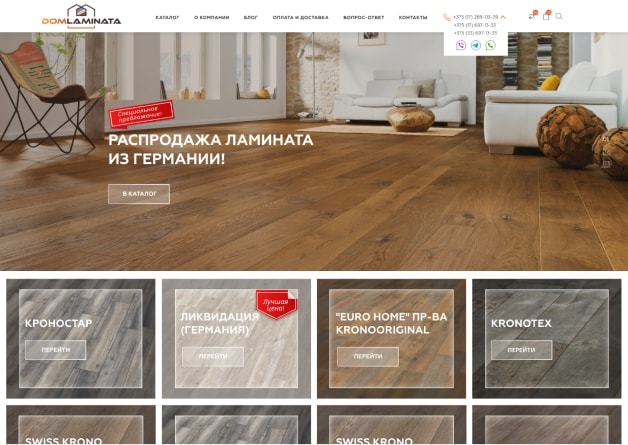 DOMLAMINATA
КАТАЛОГ
О КОМПАНИИ
БЛОГ
ОПЛАТА И ДОСТАВКА
ВОПРОС-ОТВЕТ
КОНТАКТЫ
+375 (17) 289-03-39
+375 (17) 697-13-33
+375 (33) 697-13-33
Специальное
предложение!
РАСПРОДАЖА ЛАМИНАТА
ИЗ ГЕРМАНИИ!
В КАТАЛОГ
КРОНОСТАР
ПЕРЕЙТИ
Лучшая
цена!
ЛИКВИДАЦИЯ
(ГЕРМАНИЯ)
ПЕРЕЙТИ
"EURO HOME" ПР-ВА
KRONOORIGINAL
ПЕРЕЙТИ
KRONOTEX
ПЕРЕЙТИ
SWISS KRONO
SWISS KRONO